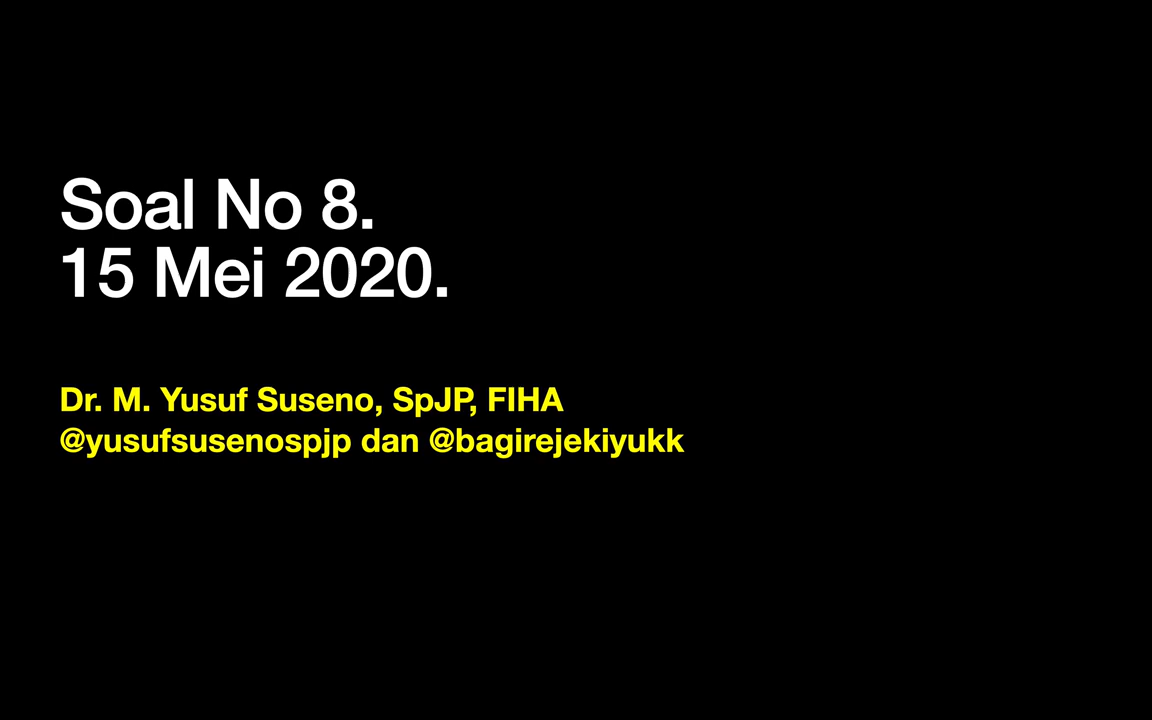 Soal No 8.
15 Mei 2020.
Dr. M. Yusuf Suseno, SpJP, FIHA
@yusufsusenospjp dan @bagirejekiyukk